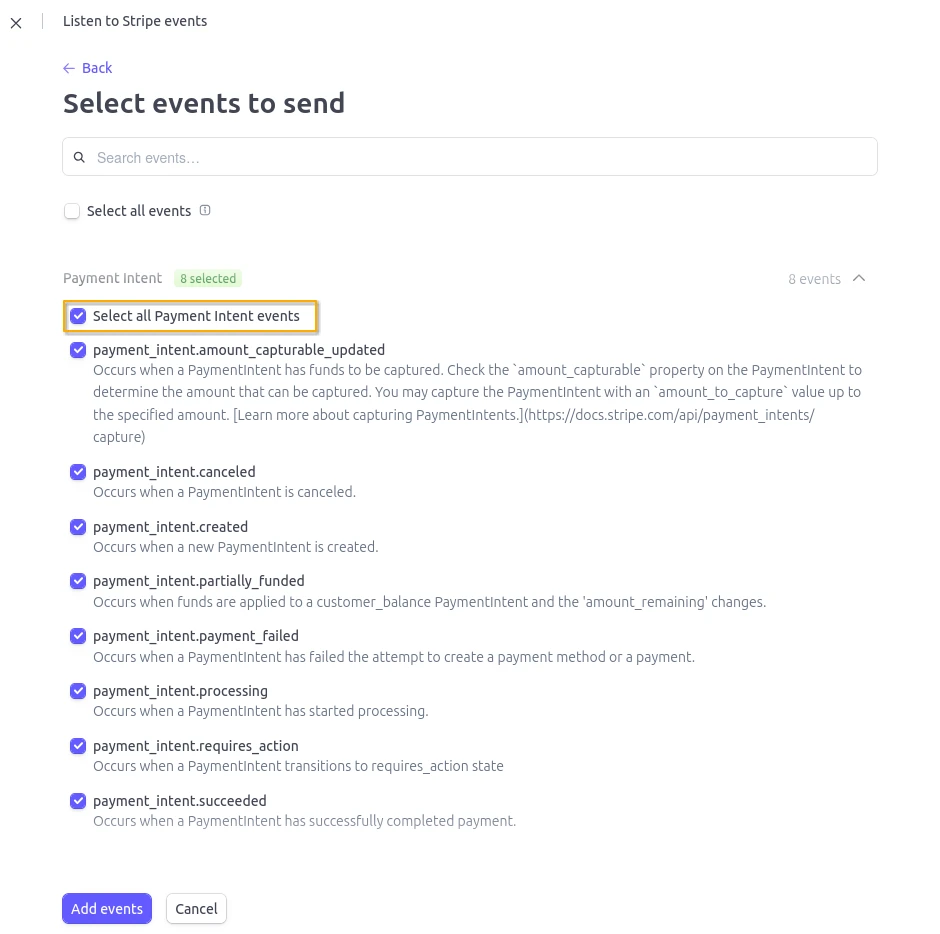 Listen to Stripe events
← Back
Select events to send
Search events…
Select all events
Payment Intent 8 selected 8 events
Select all Payment Intent events
payment_intent.amount_capturable_updated
Occurs when a PaymentIntent has funds to be captured. Check the `amount_capturable` property on the PaymentIntent to
determine the amount that can be captured. You may capture the PaymentIntent with an `amount_to_capture` value up to
the specified amount. [Learn more about capturing PaymentIntents.](https://docs.stripe.com/api/payment_intents/
capture)
payment_intent.canceled
Occurs when a PaymentIntent is canceled.
payment_intent.created
Occurs when a new PaymentIntent is created.
payment_intent.partially_funded
Occurs when funds are applied to a customer_balance PaymentIntent and the 'amount_remaining' changes.
payment_intent.payment_failed
Occurs when a PaymentIntent has failed the attempt to create a payment method or a payment.
payment_intent.processing
Occurs when a PaymentIntent has started processing.
payment_intent.requires_action
Occurs when a PaymentIntent transitions to requires_action state
payment_intent.succeeded
Occurs when a PaymentIntent has successfully completed payment.
Add events Cancel